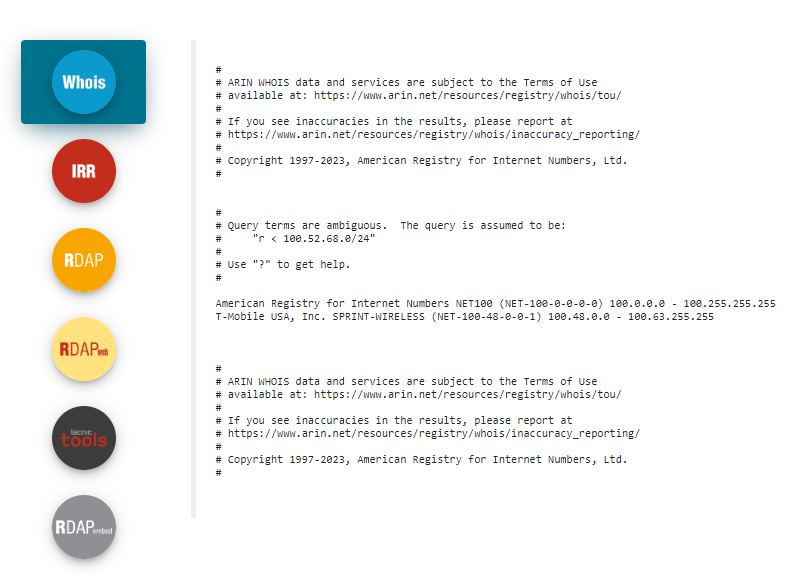 Whois
IRR
RDAP
RDAPweb
lacnic
tools
RDAPembed
#
# ARIN WHOIS data and services are subject to the Terms of Use
# available at: https://www.arin.net/resources/registry/whois/tou/
#
# If you see inaccuracies in the results, please report at
# https://www.arin.net/resources/registry/whois/inaccuracy_reporting/
#
# Copyright 1997-2023, American Registry for Internet Numbers, Ltd.
#
#
# Query terms are ambiguous.  The query is assumed to be:
#     "r < 100.52.68.0/24"
#
# Use "?" to get help.
#
American Registry for Internet Numbers NET100 (NET-100-0-0-0-0) 100.0.0.0 - 100.255.255.255
T-Mobile USA, Inc. SPRINT-WIRELESS (NET-100-48-0-0-1) 100.48.0.0 - 100.63.255.255
#
# ARIN WHOIS data and services are subject to the Terms of Use
# available at: https://www.arin.net/resources/registry/whois/tou/
#
# If you see inaccuracies in the results, please report at
# https://www.arin.net/resources/registry/whois/inaccuracy_reporting/
#
# Copyright 1997-2023, American Registry for Internet Numbers, Ltd.
#